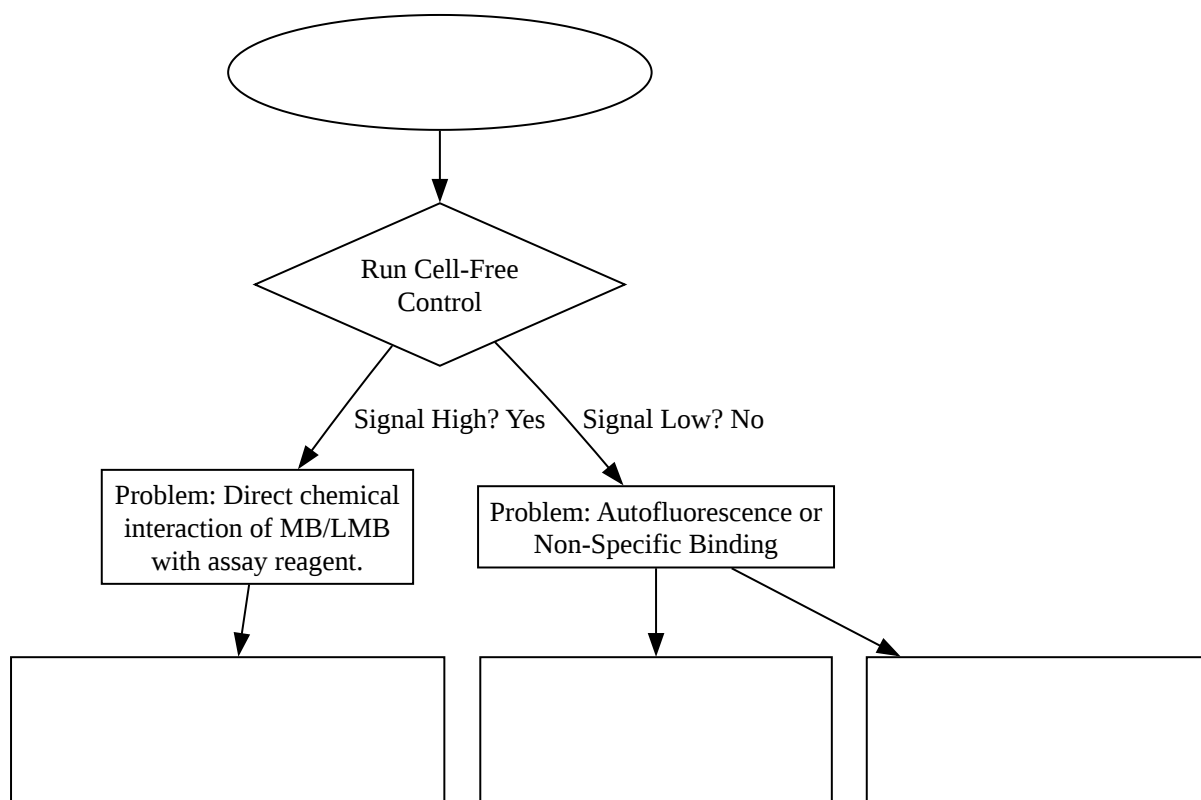 Run Cell-Free
Control
Signal High? Yes
Signal Low? No
Problem: Direct chemical
interaction of MB/LMB
with assay reagent.
Problem: Autofluorescence or
Non-Specific Binding